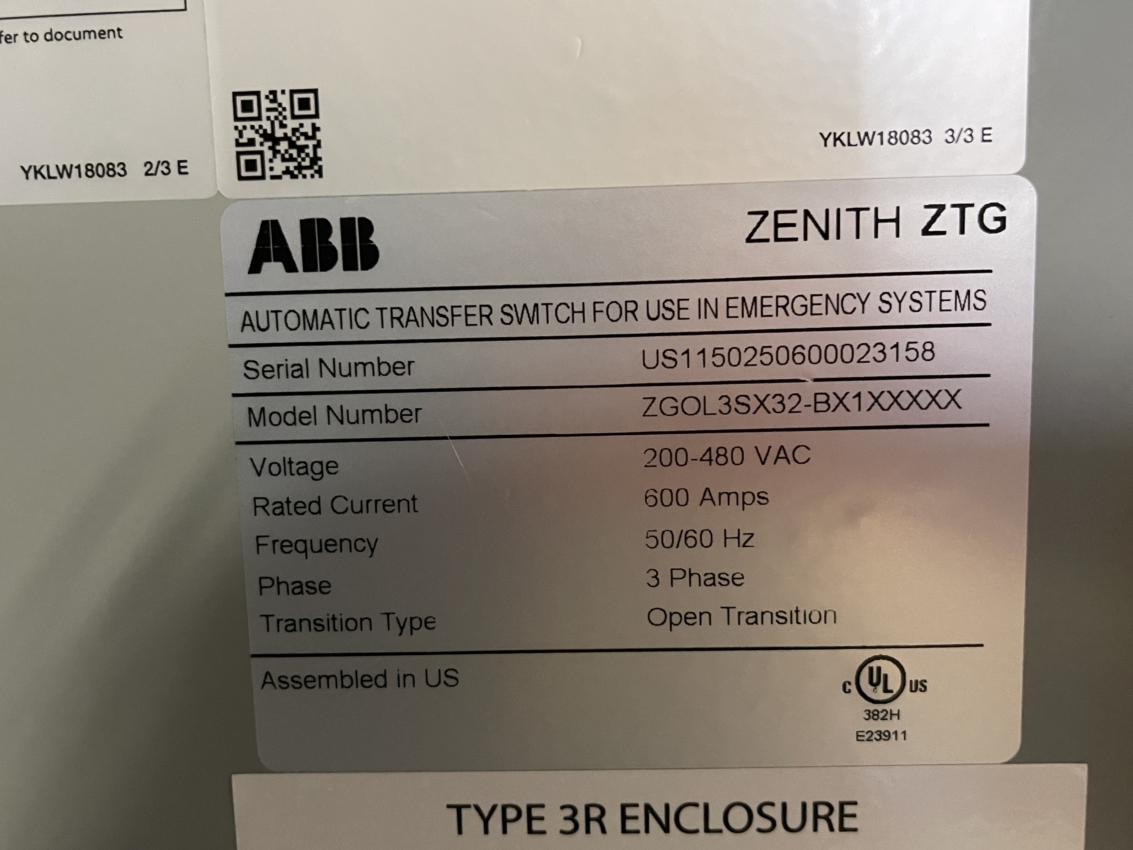 fer to document
YKLW18083 2/3 E
YKLW18083 3/3 E
ABB
ZENITH ZTG
AUTOMATIC TRANSFER SWITCH FOR USE IN EMERGENCY SYSTEMS
Serial Number US1150250600023158
Model Number ZGOL3SX32-BX1XXXXX
Voltage 200-480 VAC
Rated Current 600 Amps
Frequency 50/60 Hz
Phase 3 Phase
Transition Type Open Transition
Assembled in US
C UL US
382H
E23911
TYPE 3R ENCLOSURE